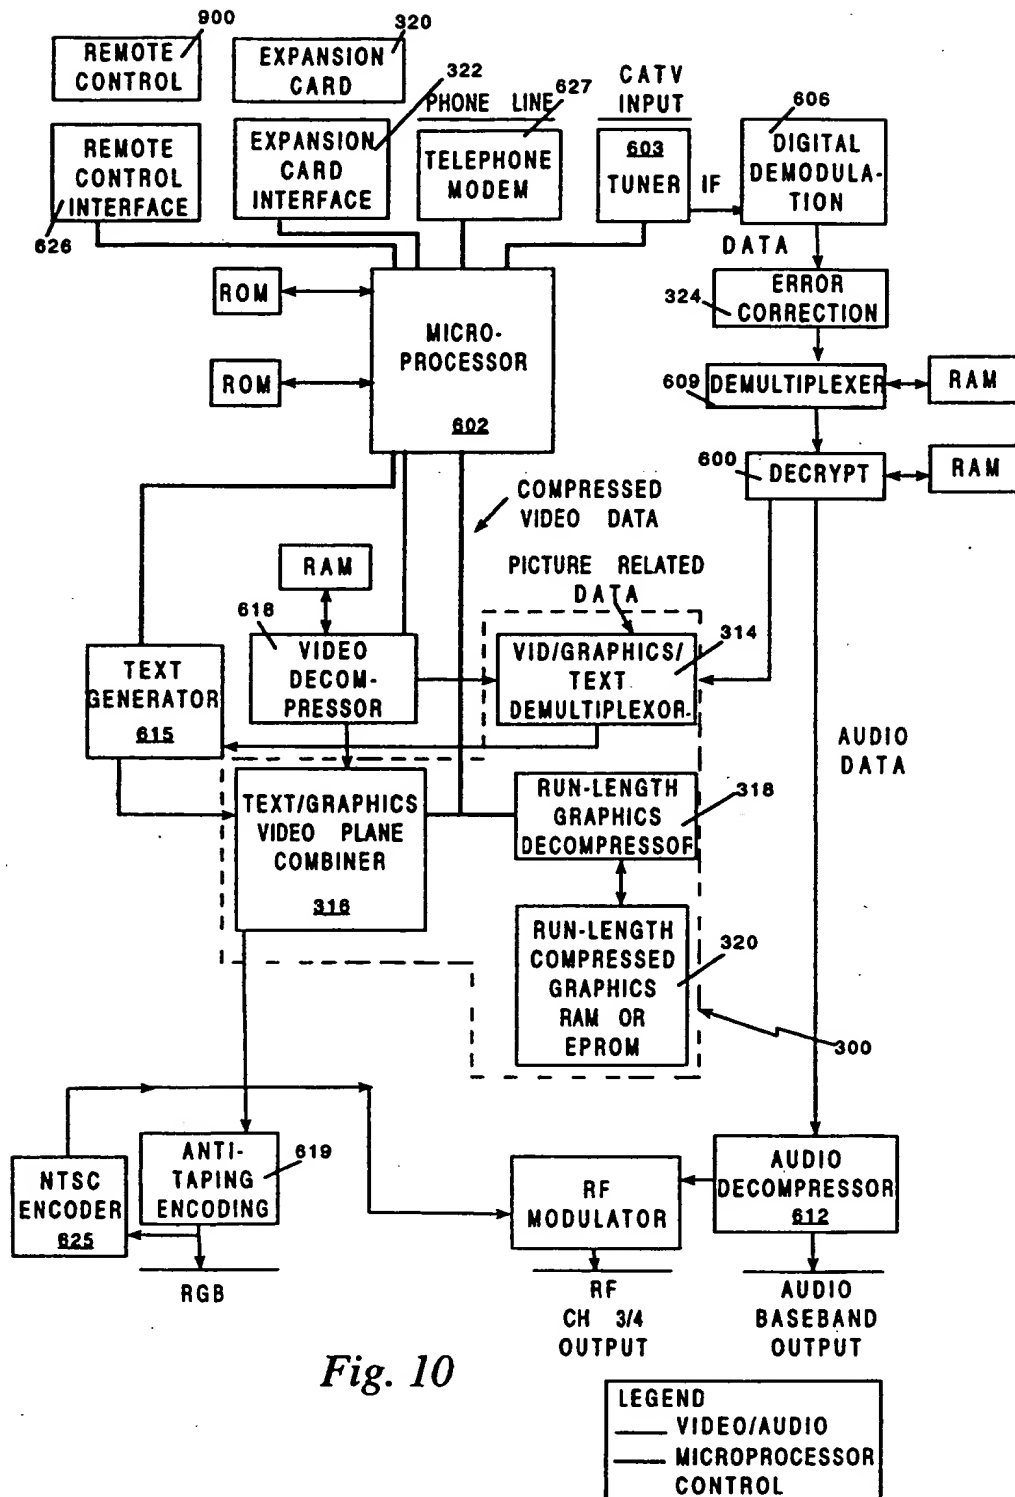 900
REMOTE
CONTROL
320
EXPANSION
CARD
322
PHONE LINE
627
CATV
INPUT
606
REMOTE
CONTROL
INTERFACE
626
EXPANSION
CARD
INTERFACE
TELEPHONE
MODEM
603
TUNER
IF
DIGITAL
DEMODULA-
TION
DATA
ROM
ROM
MICRO-
PROCESSOR
602
324
ERROR
CORRECTION
609
DEMULTIPLEXER
RAM
600
DECRYPT
RAM
COMPRESSED
VIDEO DATA
PICTURE RELATED
DATA
RAM
618
VIDEO
DECOM-
PRESSOR
VID/GRAPHICS/
TEXT
DEMULTIPLEXOR
314
TEXT
GENERATOR
615
AUDIO
DATA
TEXT/GRAPHICS
VIDEO PLANE
COMBINER
316
RUN-LENGTH
GRAPHICS
DECOMPRESSOR
318
RUN-LENGTH
COMPRESSED
GRAPHICS
RAM OR
EPROM
320
300
NTSC
ENCODER
625
ANTI-
TAPING
ENCODING
619
RF
MODULATOR
AUDIO
DECOMPRESSOR
612
RGB
RF
CH 3/4
OUTPUT
AUDIO
BASEBAND
OUTPUT
Fig. 10
LEGEND
VIDEO/AUDIO
MICROPROCESSOR
CONTROL